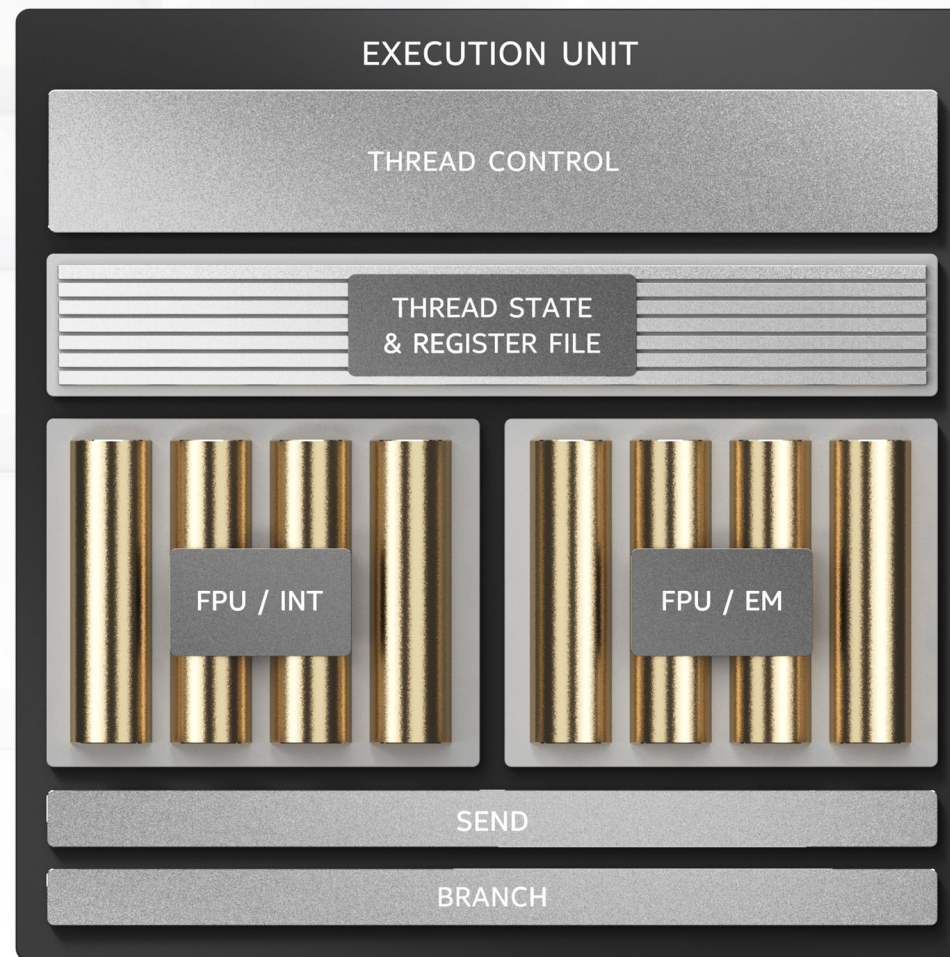 EXECUTION UNIT
THREAD CONTROL
THREAD STATE
& REGISTER FILE
FPU / INT
FPU / EM
SEND
BRANCH